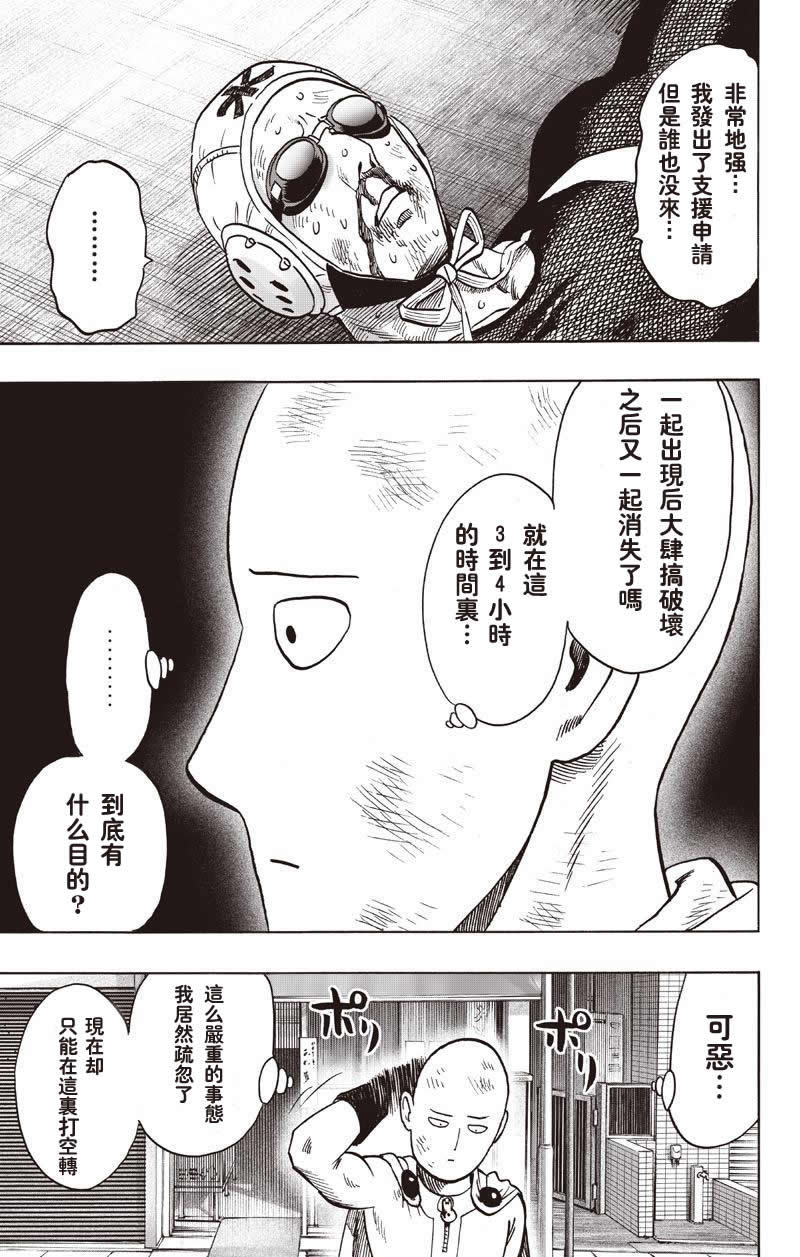 非常地强…
我發出了支援申請
但是誰也没來…
………
一起出現后大肆搞破壞
之后又一起消失了嗎
就在這
3到4小時
的時間裏…
………
到底有
什么目的?
可惡…
ポリ
ポリ
這么嚴重的事態
我居然疏忽了
現在却
只能在這裏打空轉